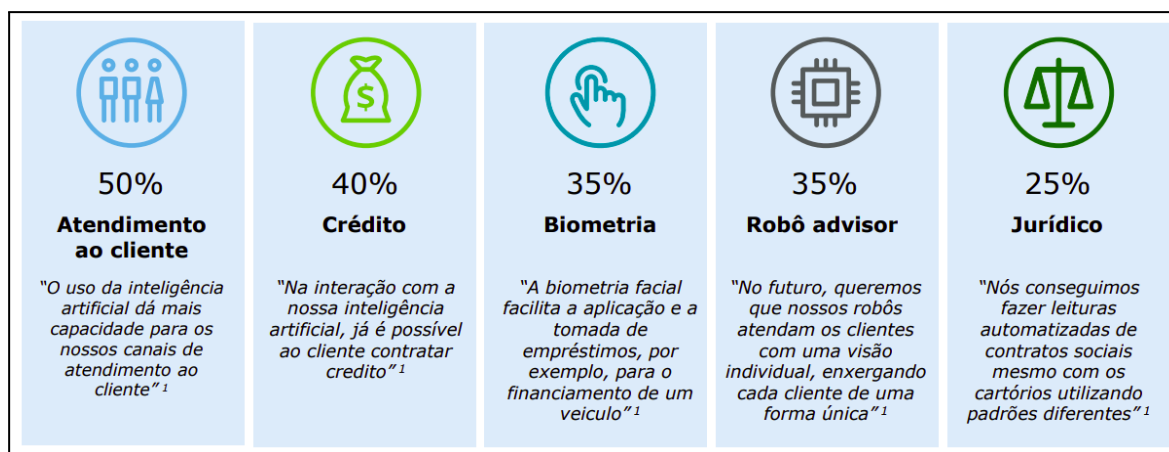 $
50%
Atendimento
ao cliente
“O uso da inteligência
artificial dá mais
capacidade para os
nossos canais de
atendimento ao
cliente” 1
40%
Crédito
“Na interação com a
nossa inteligência
artificial, já é possível
ao cliente contratar
credito” 1
35%
Biometria
“A biometria facial
facilita a aplicação e a
tomada de
empréstimos, por
exemplo, para o
financiamento de um
veiculo” 1
35%
Robô advisor
“No futuro, queremos
que nossos robôs
atendam os clientes
com uma visão
individual, enxergando
cada cliente de uma
forma única” 1
25%
Jurídico
“Nós conseguimos
fazer leituras
automatizadas de
contratos sociais
mesmo com os
cartórios utilizando
padrões diferentes” 1